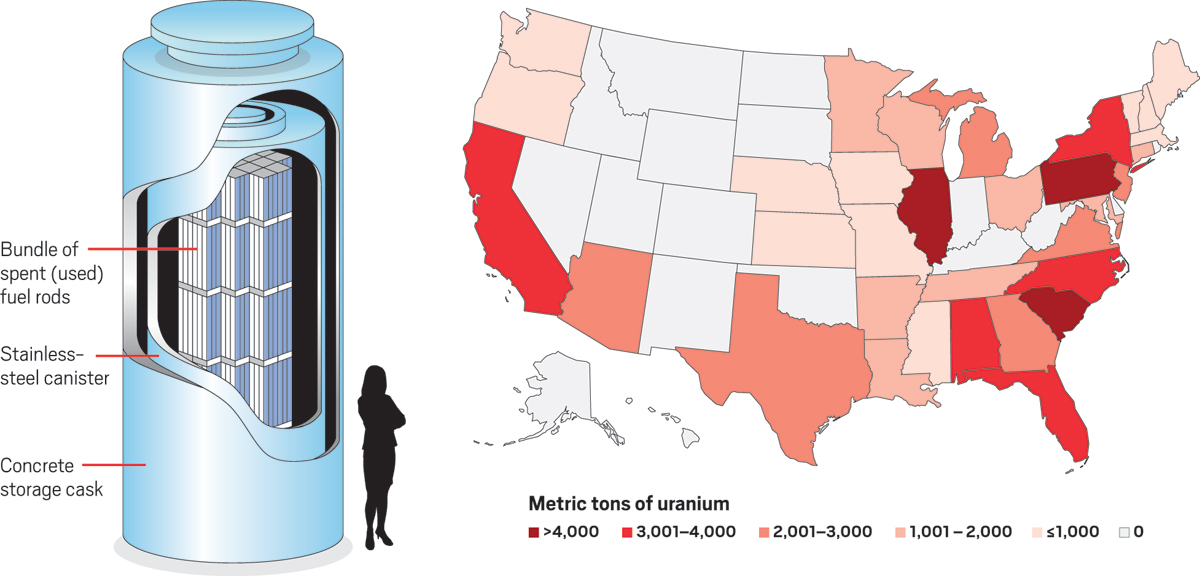 Bundle of
spent (used)
fuel rods
Stainless-
steel canister
Concrete
storage cask
Metric tons of uranium
>4,000 3,001–4,000 2,001–3,000 1,001 – 2,000 ≤1,000 0